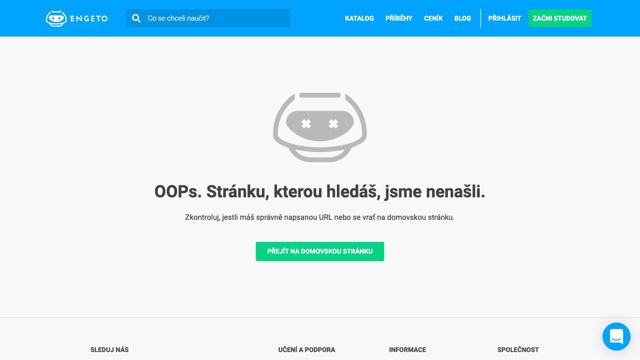 ENGETO
Co se chceš naučit?
KATALOG
PŘÍBĚHY
CENÍK
BLOG
PŘIHLÁSIT
ZAČNI STUDOVAT
OOPs. Stránku, kterou hledáš, jsme nenašli.
Zkontroluj, jestli máš správně napsanou URL nebo se vrať na domovskou stránku.
PŘEJÍT NA DOMOVSKOU STRÁNKU
SLEDUJ NÁS
UČENÍ A PODPORA
INFORMACE
SPOLEČNOST